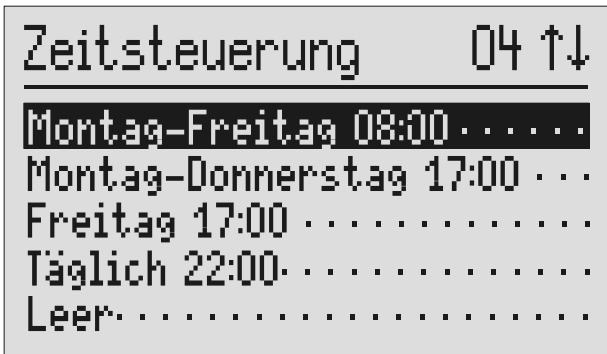 Zeitsteuerung 04 ↑↓
Montag-Freitag 08:00 ······
Montag-Donnerstag 17:00 ···
Freitag 17:00 ·············
Täglich 22:00··············
Leer······················